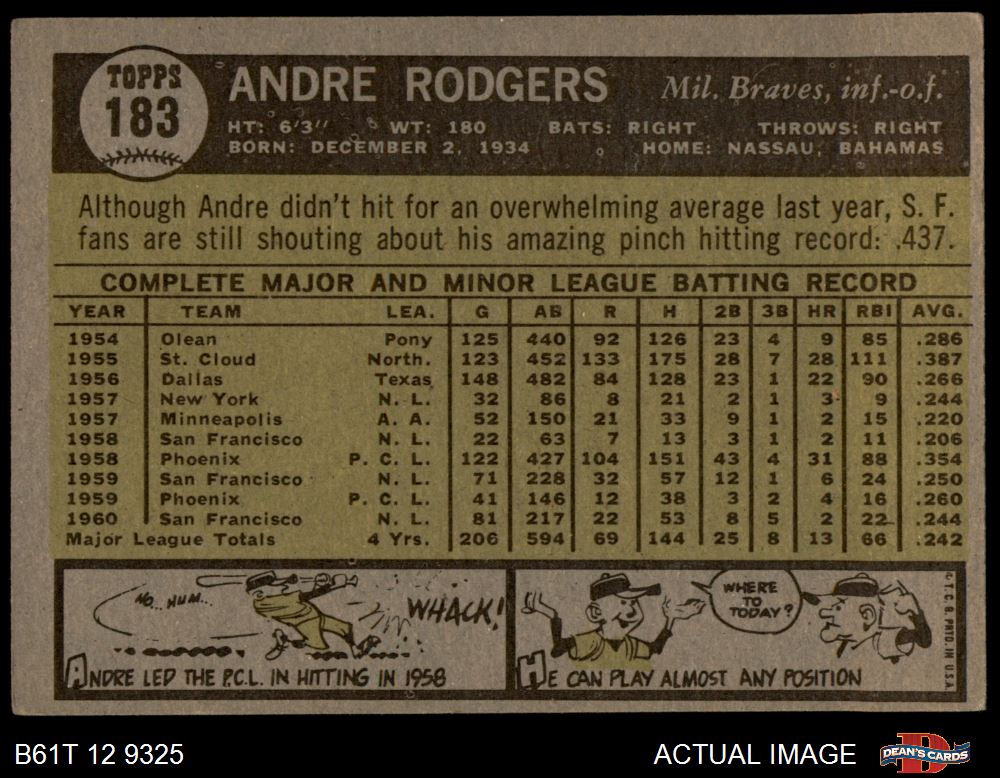 TOPPS
183
ANDRE RODGERS Mil. Braves, inf.-o.f.
HT: 6'3" WT: 180 BATS: RIGHT THROWS: RIGHT
BORN: DECEMBER 2, 1934 HOME: NASSAU, BAHAMAS
Although Andre didn't hit for an overwhelming average last year, S. F.
fans are still shouting about his amazing pinch hitting record: .437.
COMPLETE MAJOR AND MINOR LEAGUE BATTING RECORD
YEAR TEAM LEA. G AB R H 2B 3B HR RBI AVG.
1954 Olean Pony 125 440 92 126 23 4 9 85 .286
1955 St. Cloud North. 123 452 133 175 28 7 28 111 .387
1956 Dallas Texas 148 482 84 128 23 1 22 90 .266
1957 New York N. L. 32 86 8 21 2 1 3 9 .244
1957 Minneapolis A. A. 52 150 21 33 9 1 2 15 .220
1958 San Francisco N. L. 22 63 7 13 3 1 2 11 .206
1958 Phoenix P. C. L. 122 427 104 151 43 4 31 88 .354
1959 San Francisco N. L. 71 228 32 57 12 1 6 24 .250
1959 Phoenix P. C. L. 41 146 12 38 3 2 4 16 .260
1960 San Francisco N. L. 81 217 22 53 8 5 2 22 .244
Major League Totals 4 Yrs. 206 594 69 144 25 8 13 66 .242
HO.. HUM...
WHACK!
ANDRE LED THE P.C.L. IN HITTING IN 1958
WHERE
TO
TODAY?
HE CAN PLAY ALMOST ANY POSITION
© T. C. G. PRTD. IN U.S.A.
B61T 12 9325 ACTUAL IMAGE
DEAN'S CARDS